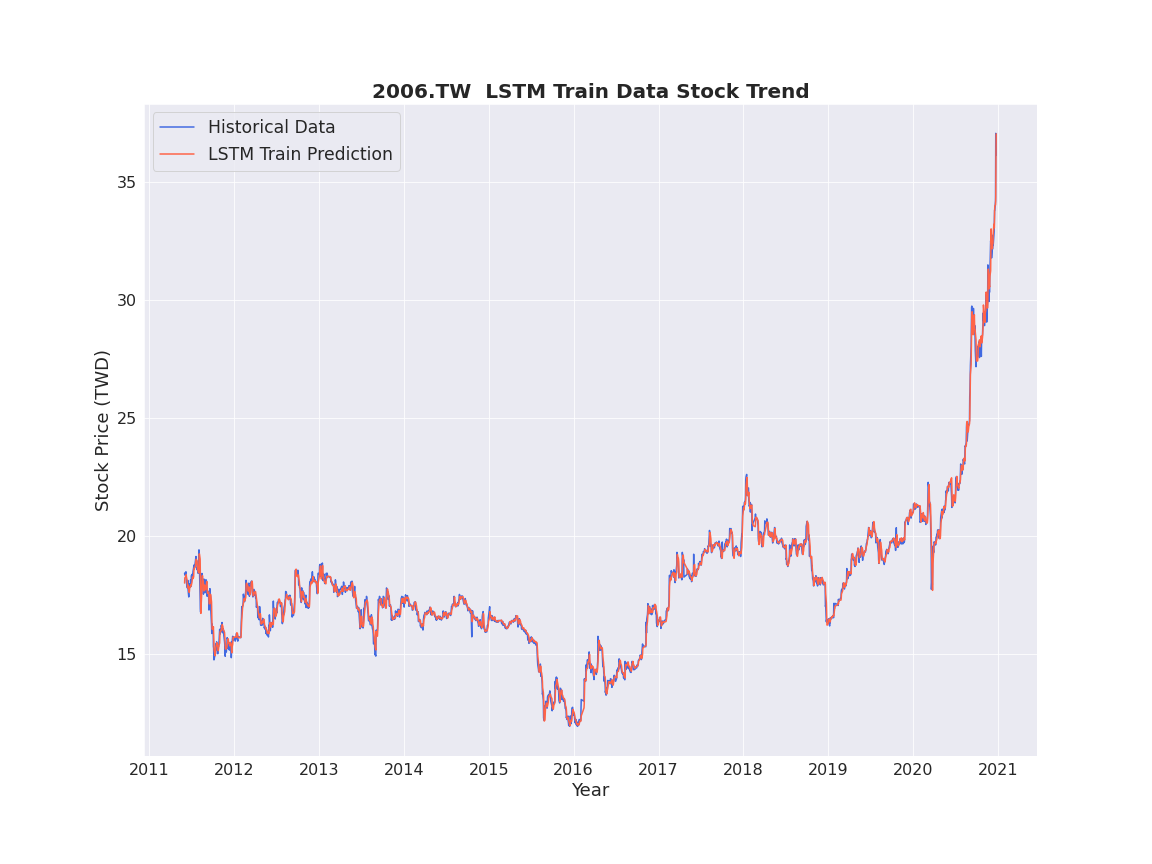 2006.TW  LSTM Train Data Stock Trend
Historical Data
LSTM Train Prediction
Stock Price (TWD)
35
30
25
20
15
2011 2012 2013 2014 2015 2016 2017 2018 2019 2020 2021
Year